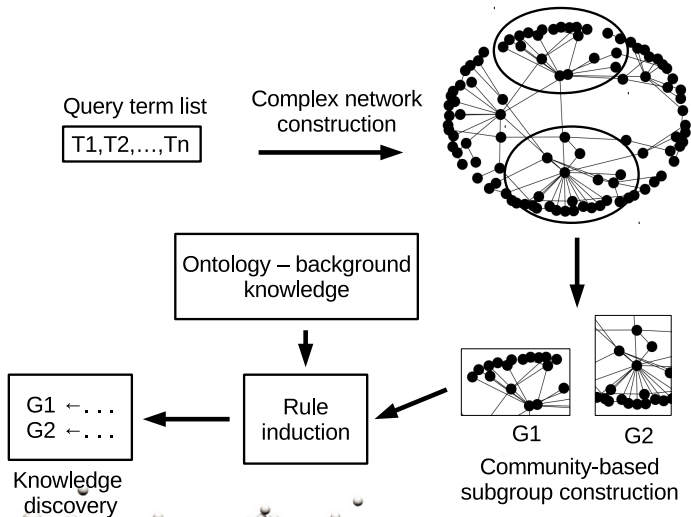 Query term list
T1,T2,...,Tn
Complex network
construction
Ontology – background
knowledge
Rule
induction
G1 ←...
G2 ←...
Knowledge
discovery
G1
G2
Community-based
subgroup construction